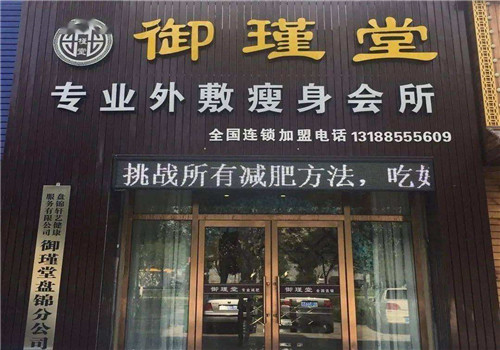 御瑾堂
专业外敷瘦身会所
全国连锁加盟电话 13188555609
挑战所有减肥方法，吃好
盘锦轩艺健康
服务有限公司
御瑾堂盘锦分公司
御瑾堂
御瑾堂